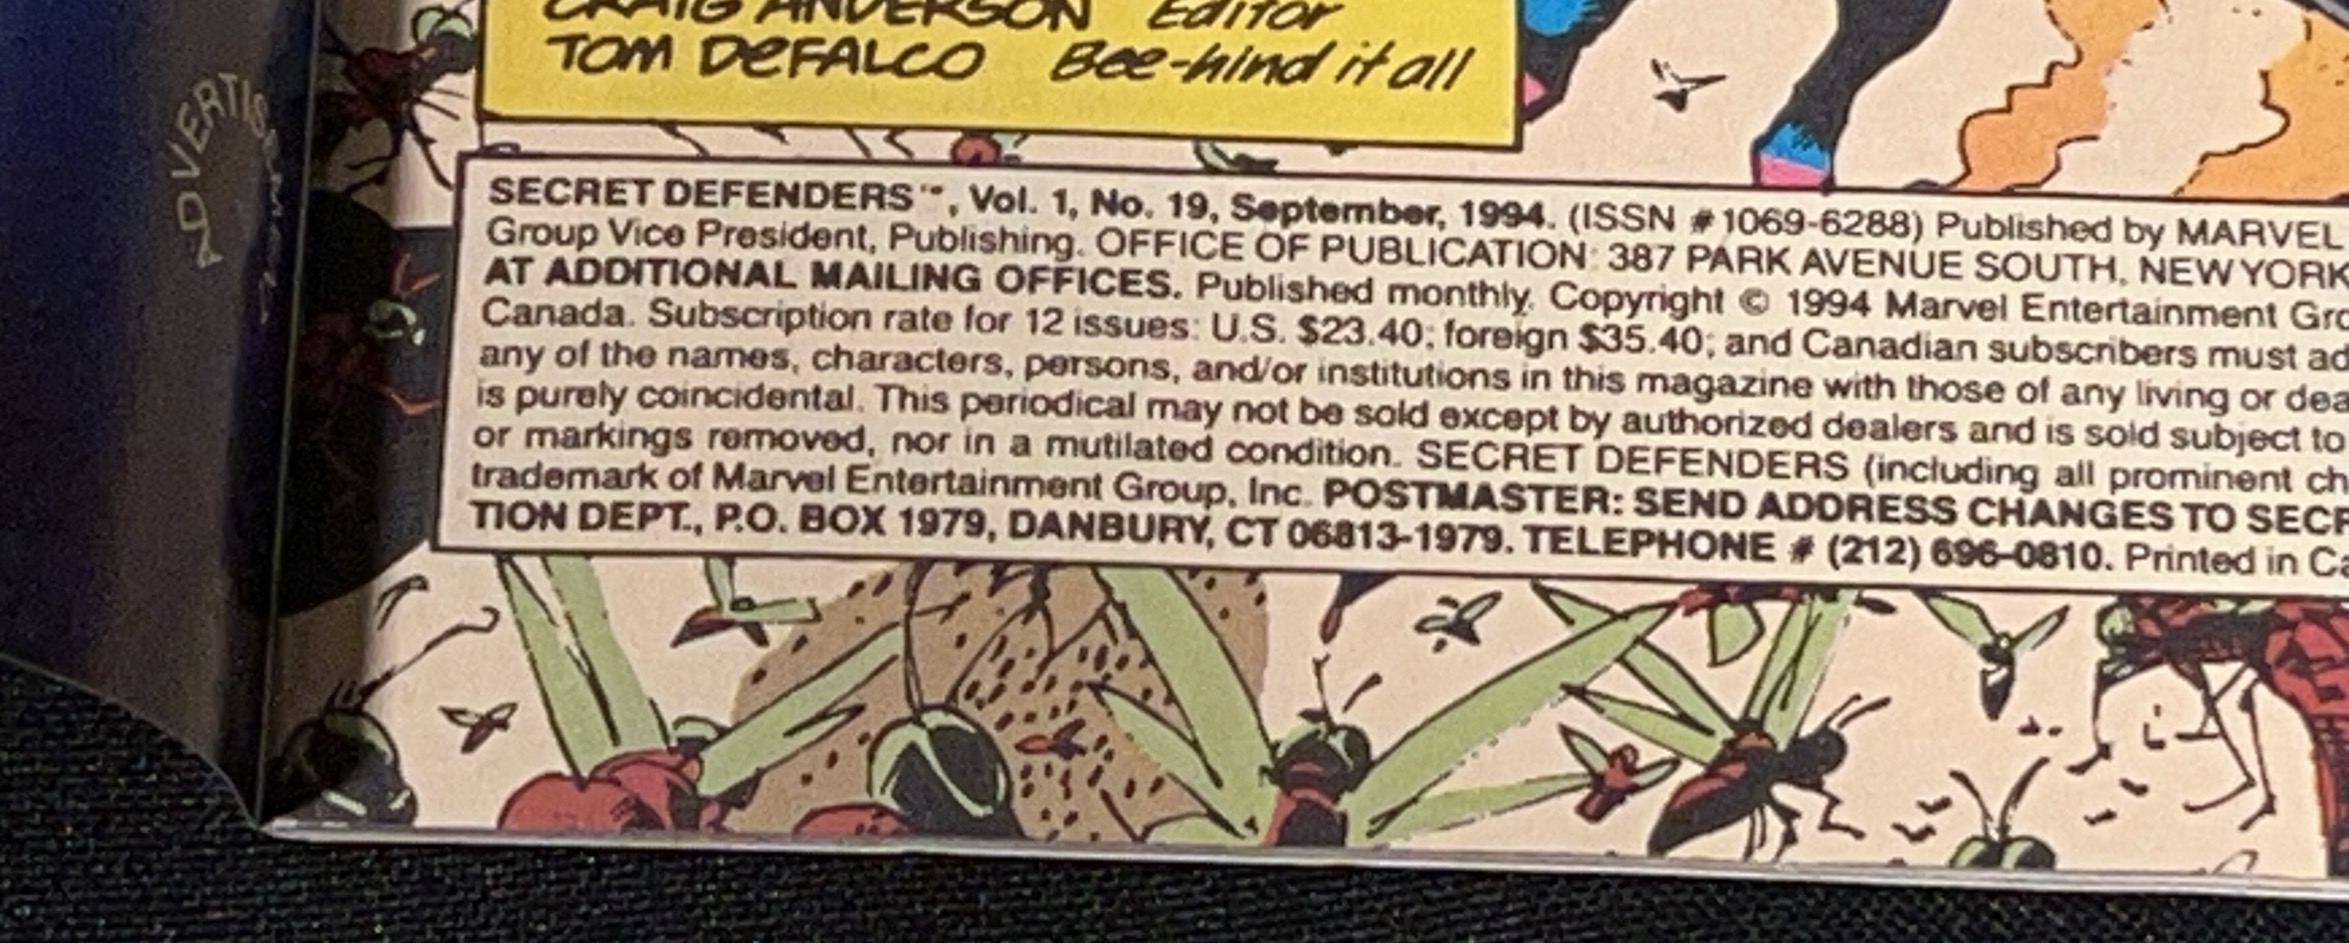 CRAIG ANDERSON Editor
TOM DeFALCO Bee-hind it all
ADVERTISEMENT
SECRET DEFENDERS™, Vol. 1, No. 19, September, 1994. (ISSN #1069-6288) Published by MARVEL
Group Vice President, Publishing. OFFICE OF PUBLICATION: 387 PARK AVENUE SOUTH, NEW YORK
AT ADDITIONAL MAILING OFFICES. Published monthly. Copyright © 1994 Marvel Entertainment Gro
Canada. Subscription rate for 12 issues: U.S. $23.40; foreign $35.40; and Canadian subscribers must ad
any of the names, characters, persons, and/or institutions in this magazine with those of any living or dea
is purely coincidental. This periodical may not be sold except by authorized dealers and is sold subject to
or markings removed, nor in a mutilated condition. SECRET DEFENDERS (including all prominent ch
trademark of Marvel Entertainment Group, Inc. POSTMASTER: SEND ADDRESS CHANGES TO SECR
TION DEPT., P.O. BOX 1979, DANBURY, CT 06813-1979. TELEPHONE # (212) 696-0810. Printed in Ca